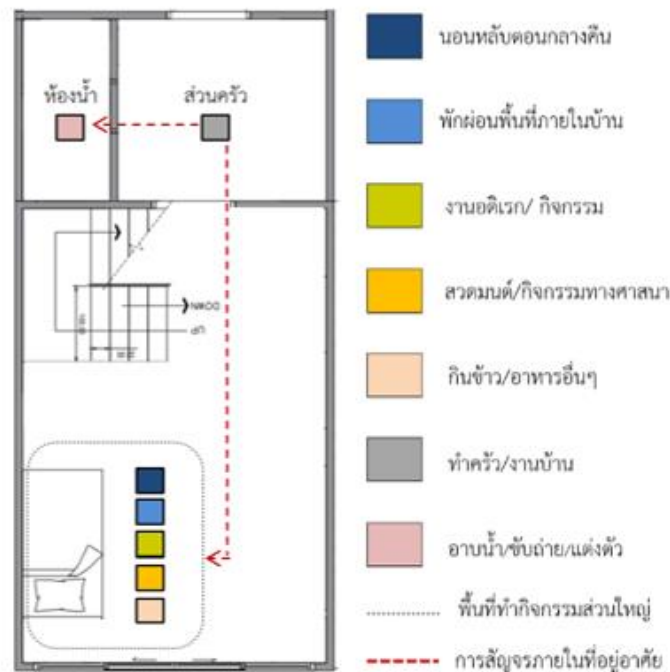 ห้องน้ำ
ส่วนครัว
DOWN
UP
นอนหลับตอนกลางคืน
พักผ่อนพื้นที่ภายในบ้าน
งานอดิเรก/ กิจกรรม
สวดมนต์/กิจกรรมทางศาสนา
กินข้าว/อาหารอื่นๆ
ทำครัว/งานบ้าน
อาบน้ำ/ขับถ่าย/แต่งตัว
พื้นที่ทำกิจกรรมส่วนใหญ่
การสัญจรภายในที่อยู่อาศัย